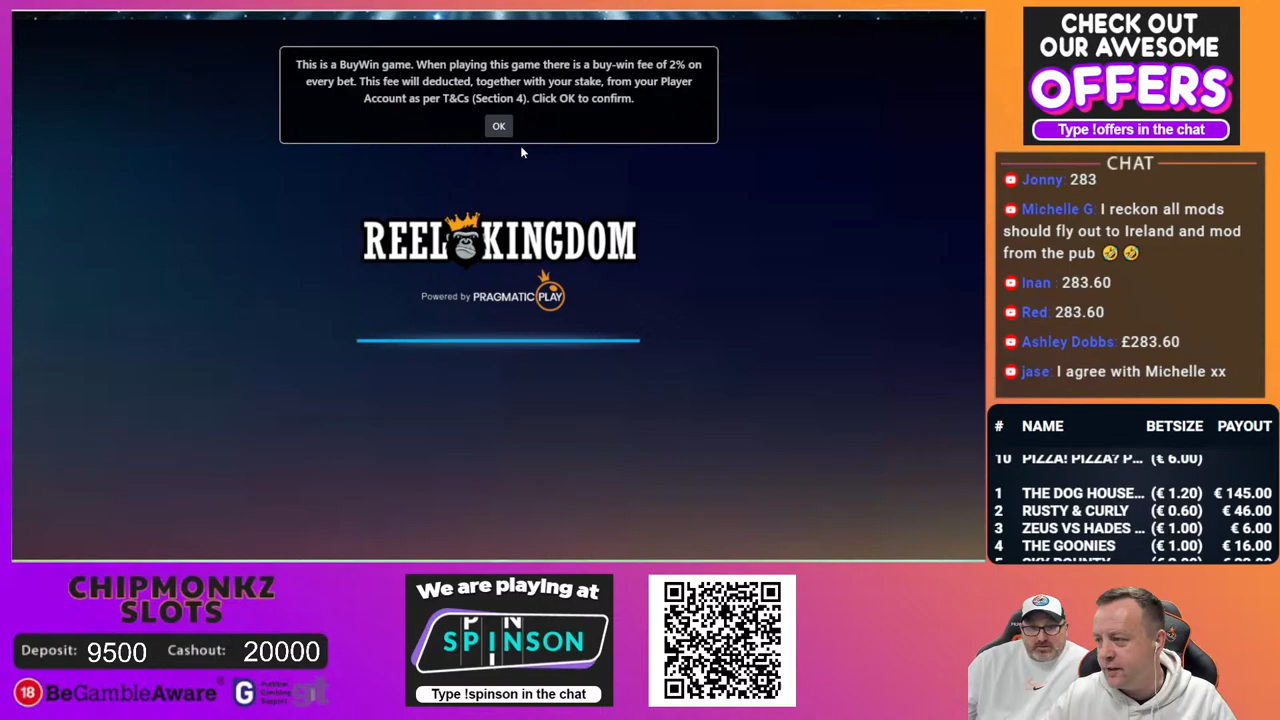 This is a BuyWin game. When playing this game there is a buy-win fee of 2% on
every bet. This fee will deducted, together with your stake, from your Player
Account as per T&Cs (Section 4). Click OK to confirm.
OK
REEL KINGDOM
Powered by PRAGMATIC PLAY
CHECK OUT
OUR AWESOME
OFFERS
Type !offers in the chat
CHAT
Jonny: 283
Michelle G: I reckon all mods
should fly out to Ireland and mod
from the pub 🤣 🤣
Inan : 283.60
Red: 283.60
Ashley Dobbs: £283.60
jase: I agree with Michelle xx
# NAME BETSIZE PAYOUT
10 PIZZA! PIZZA? P... (€ 6.00)
1 THE DOG HOUSE... (€ 1.20) € 145.00
2 RUSTY & CURLY (€ 0.60) € 46.00
3 ZEUS VS HADES ... (€ 1.00) € 6.00
4 THE GOONIES (€ 1.00) € 16.00
CHIPMONKZ
SLOTS
Deposit: 9500 Cashout: 20000
18 BeGambleAware
We are playing at
SPINSON
Type !spinson in the chat